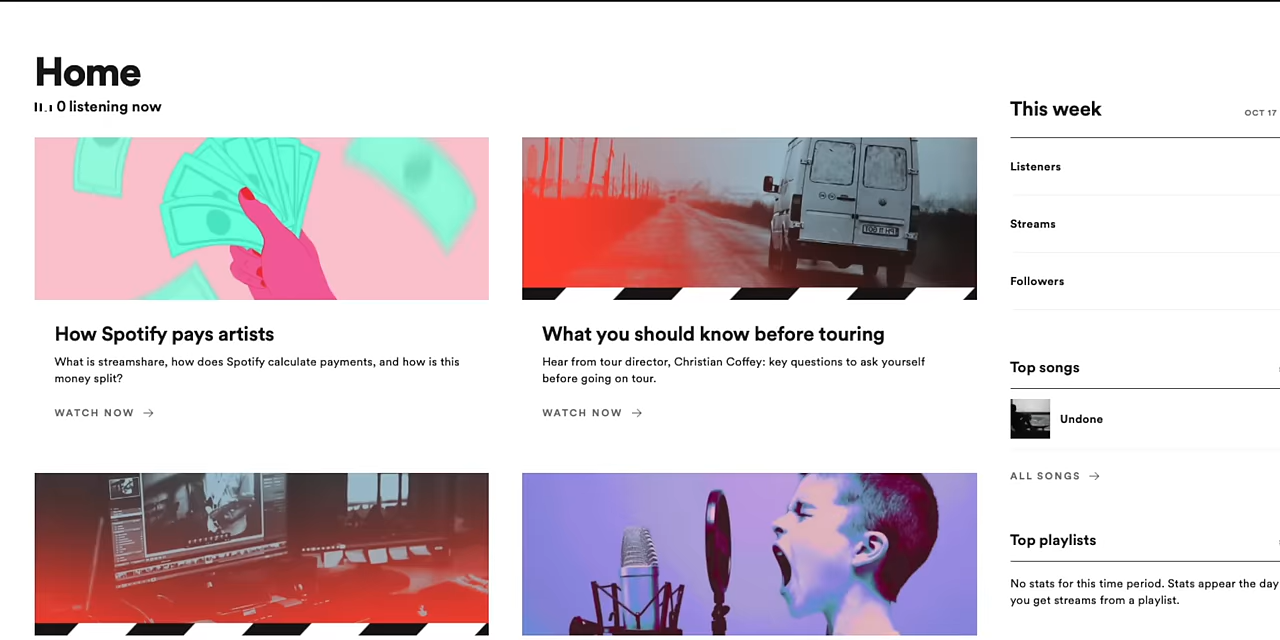 Home
0 listening now
This week
OCT 17
Listeners
Streams
Followers
How Spotify pays artists
What is streamshare, how does Spotify calculate payments, and how is this
money split?
WATCH NOW
What you should know before touring
Hear from tour director, Christian Coffey: key questions to ask yourself
before going on tour.
WATCH NOW
Top songs
Undone
ALL SONGS
Top playlists
No stats for this time period. Stats appear the day
you get streams from a playlist.